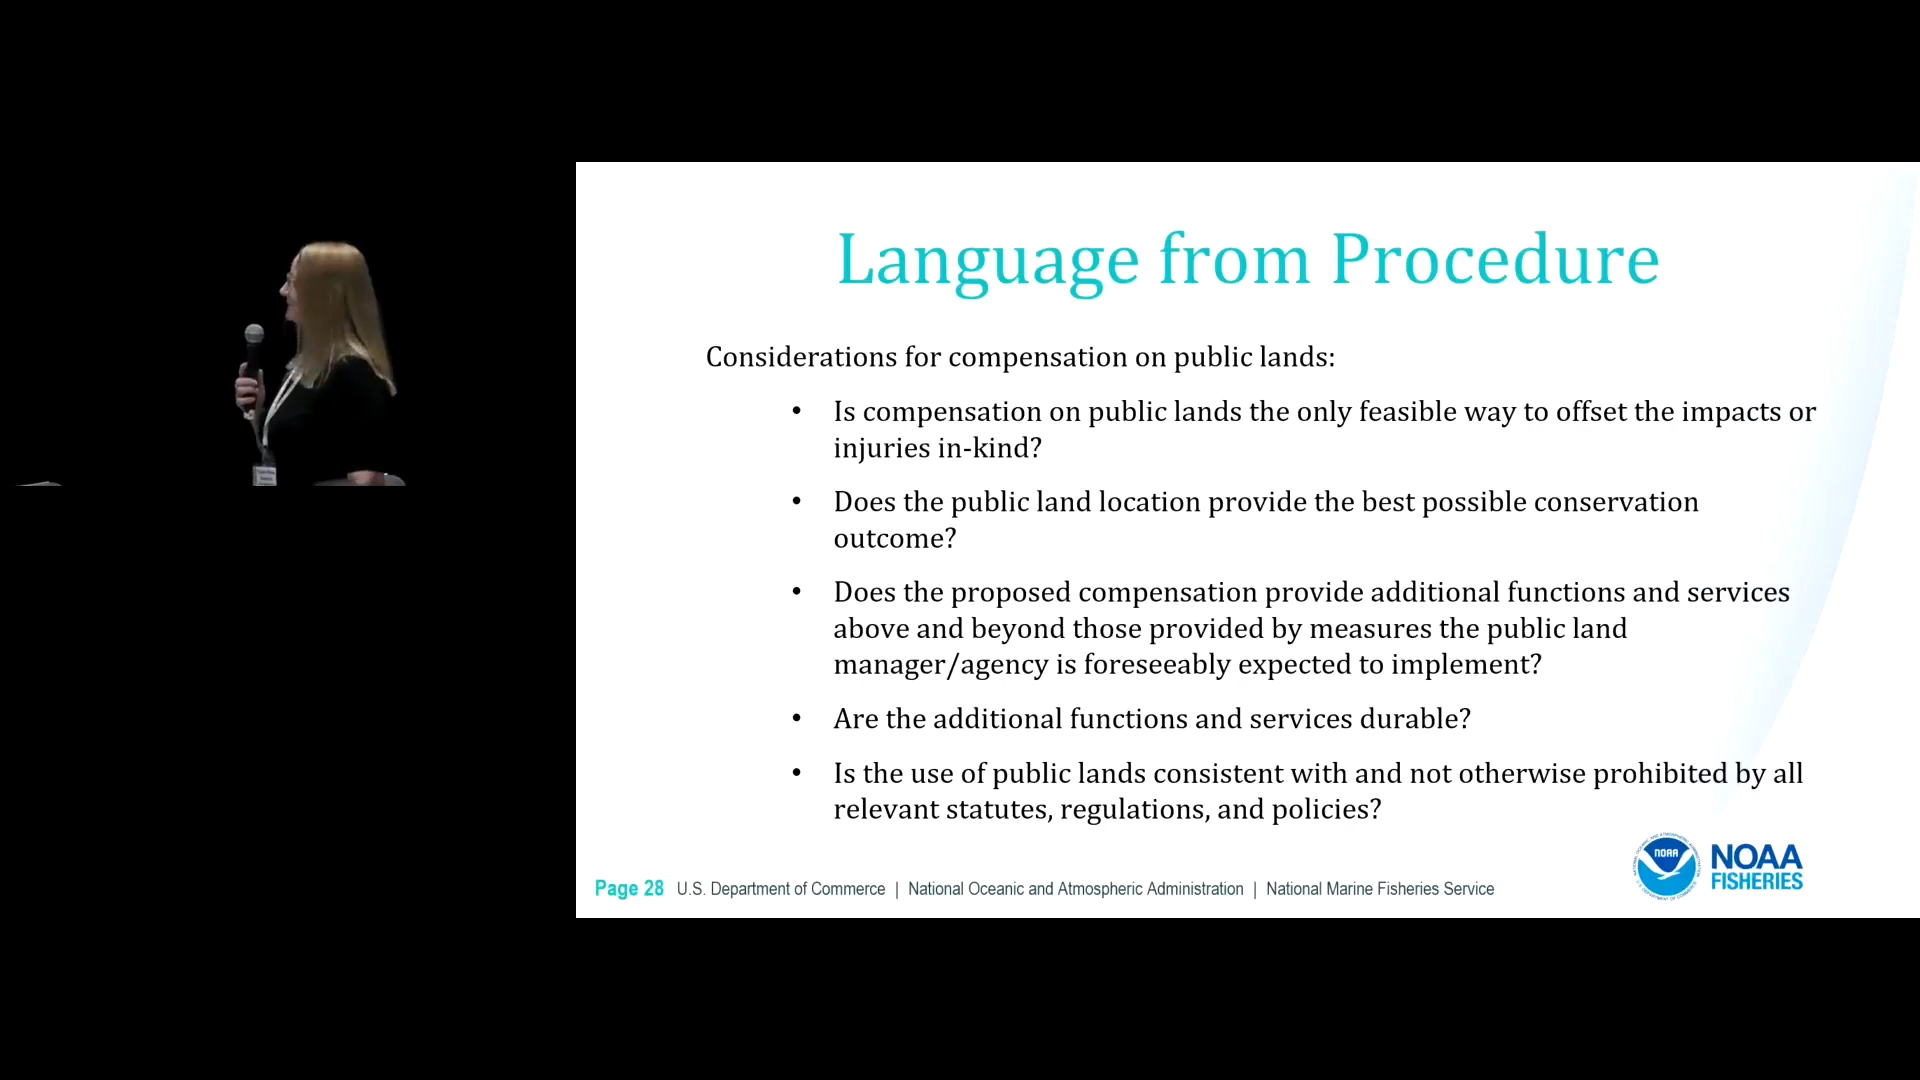 Language from Procedure
Considerations for compensation on public lands:
• Is compensation on public lands the only feasible way to offset the impacts or
injuries in-kind?
• Does the public land location provide the best possible conservation
outcome?
• Does the proposed compensation provide additional functions and services
above and beyond those provided by measures the public land
manager/agency is foreseeably expected to implement?
• Are the additional functions and services durable?
• Is the use of public lands consistent with and not otherwise prohibited by all
relevant statutes, regulations, and policies?
Page 28 U.S. Department of Commerce | National Oceanic and Atmospheric Administration | National Marine Fisheries Service
NOAA
NOAA
FISHERIES